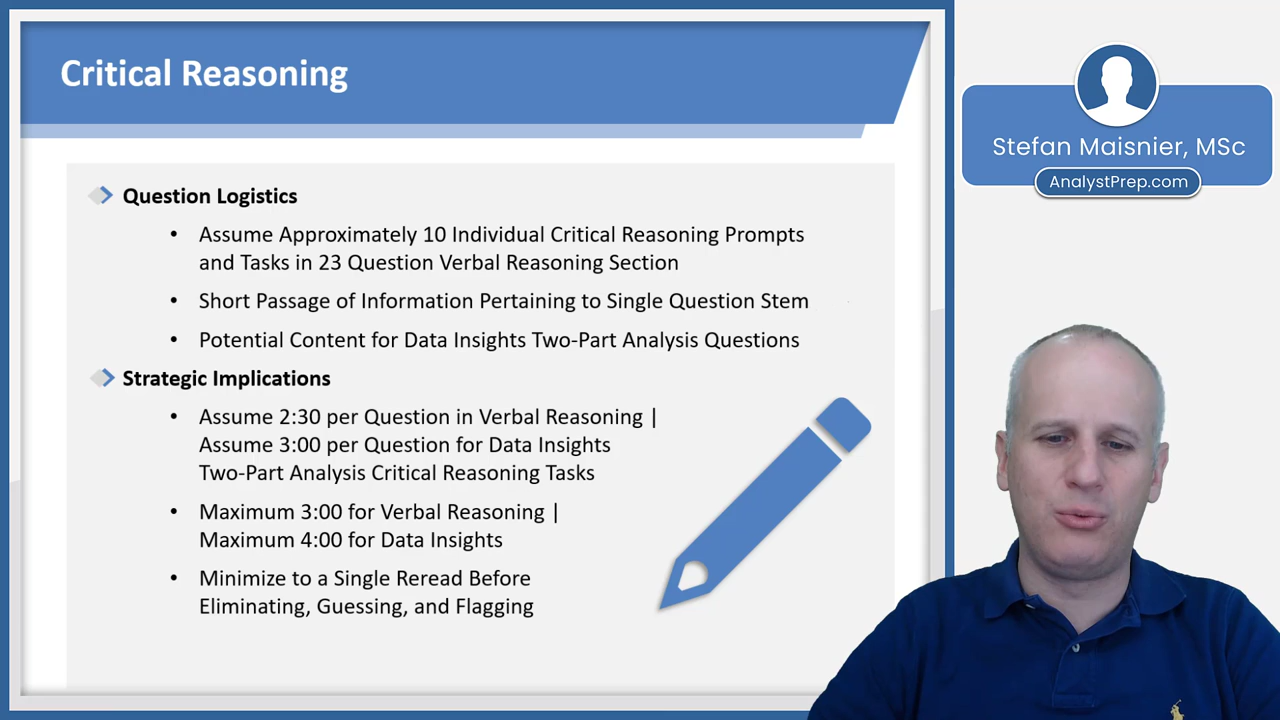 Critical Reasoning
Question Logistics
• Assume Approximately 10 Individual Critical Reasoning Prompts
and Tasks in 23 Question Verbal Reasoning Section
• Short Passage of Information Pertaining to Single Question Stem
• Potential Content for Data Insights Two-Part Analysis Questions
Strategic Implications
• Assume 2:30 per Question in Verbal Reasoning |
Assume 3:00 per Question for Data Insights
Two-Part Analysis Critical Reasoning Tasks
• Maximum 3:00 for Verbal Reasoning |
Maximum 4:00 for Data Insights
• Minimize to a Single Reread Before
Eliminating, Guessing, and Flagging
Stefan Maisnier, MSc
AnalystPrep.com